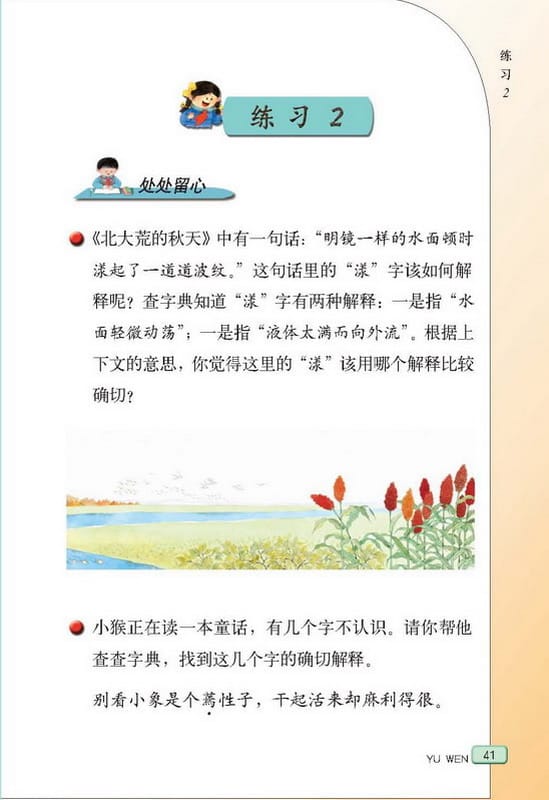 练习2
练习2
处处留心
《北大荒的秋天》中有一句话：“明镜一样的水面顿时
漾起了一道道波纹。”这句话里的“漾”字该如何解
释呢？查字典知道“漾”字有两种解释：一是指“水
面轻微动荡”；一是指“液体太满而向外流”。根据上
下文的意思，你觉得这里的“漾”该用哪个解释比较
确切？
小猴正在读一本童话，有几个字不认识。请你帮他
查查字典，找到这几个字的确切解释。
别看小象是个蔫性子，干起活来却麻利得很。
YU WEN 41